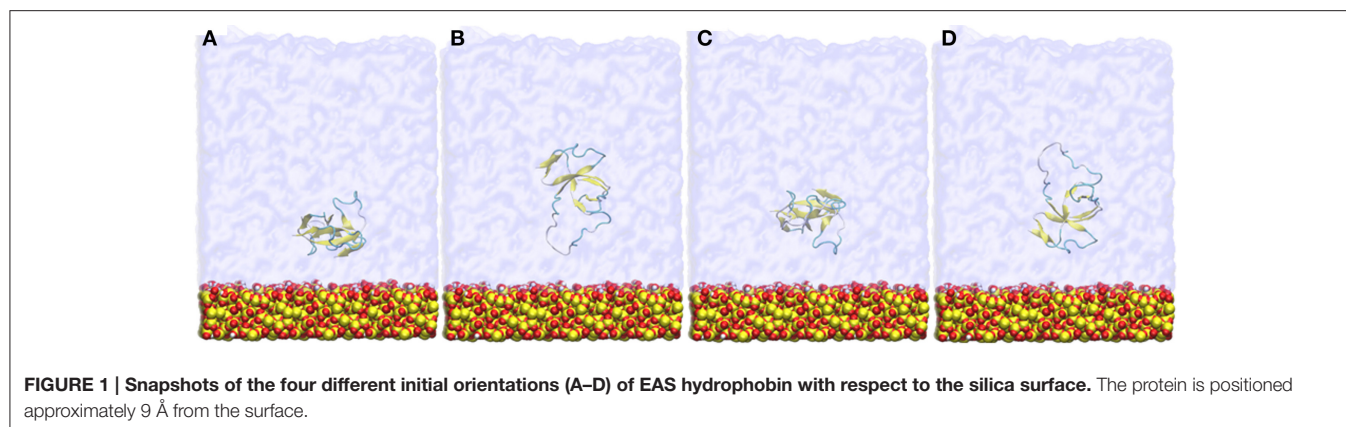 A B C D
FIGURE 1 | Snapshots of the four different initial orientations (A–D) of EAS hydrophobin with respect to the silica surface. The protein is positioned
approximately 9 Å from the surface.